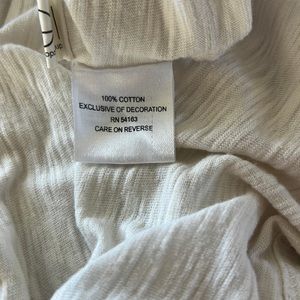 100% COTTON
EXCLUSIVE OF DECORATION
RN 54163
CARE ON REVERSE